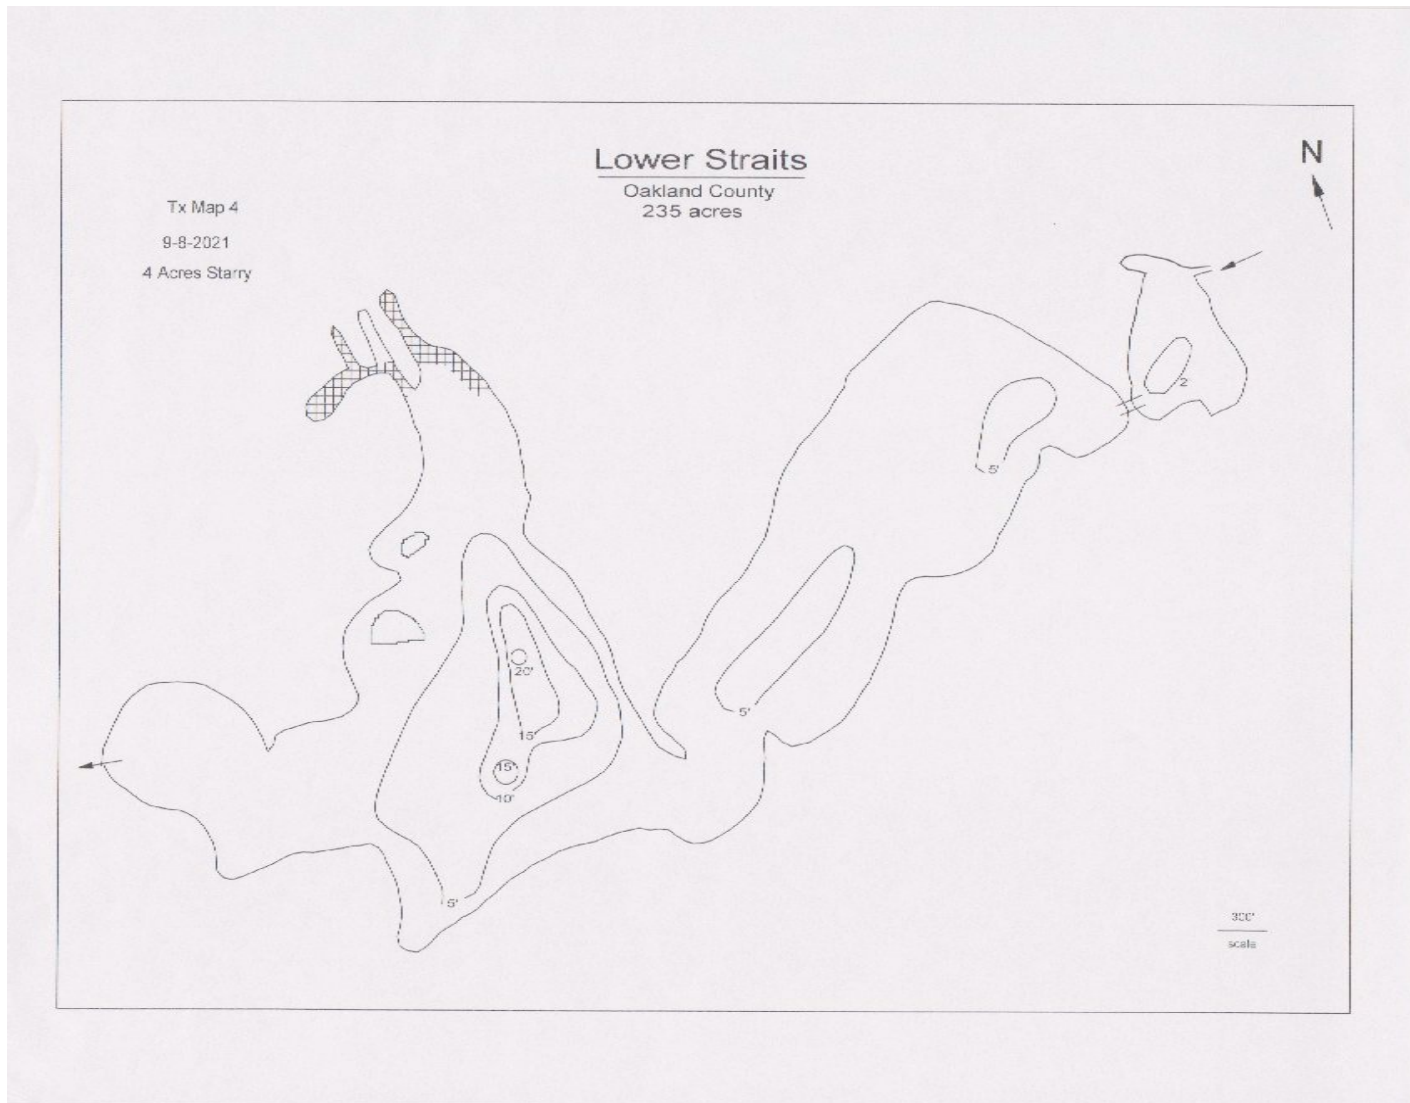 Lower Straits
Oakland County
235 acres
N
Tx Map 4
9-8-2021
4 Acres Starry
2
5'
5'
20'
15'
15'
10'
5'
300'
scale